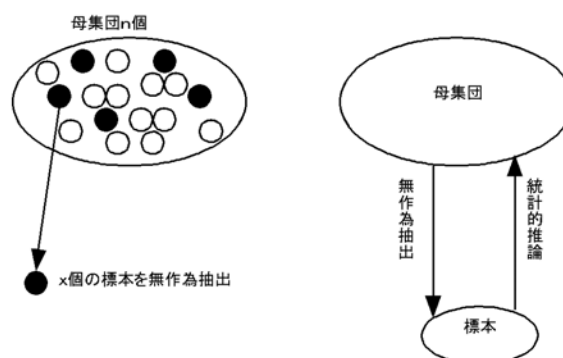 母集団n個
x個の標本を無作為抽出
母集団
無作為抽出
統計的推論
標本